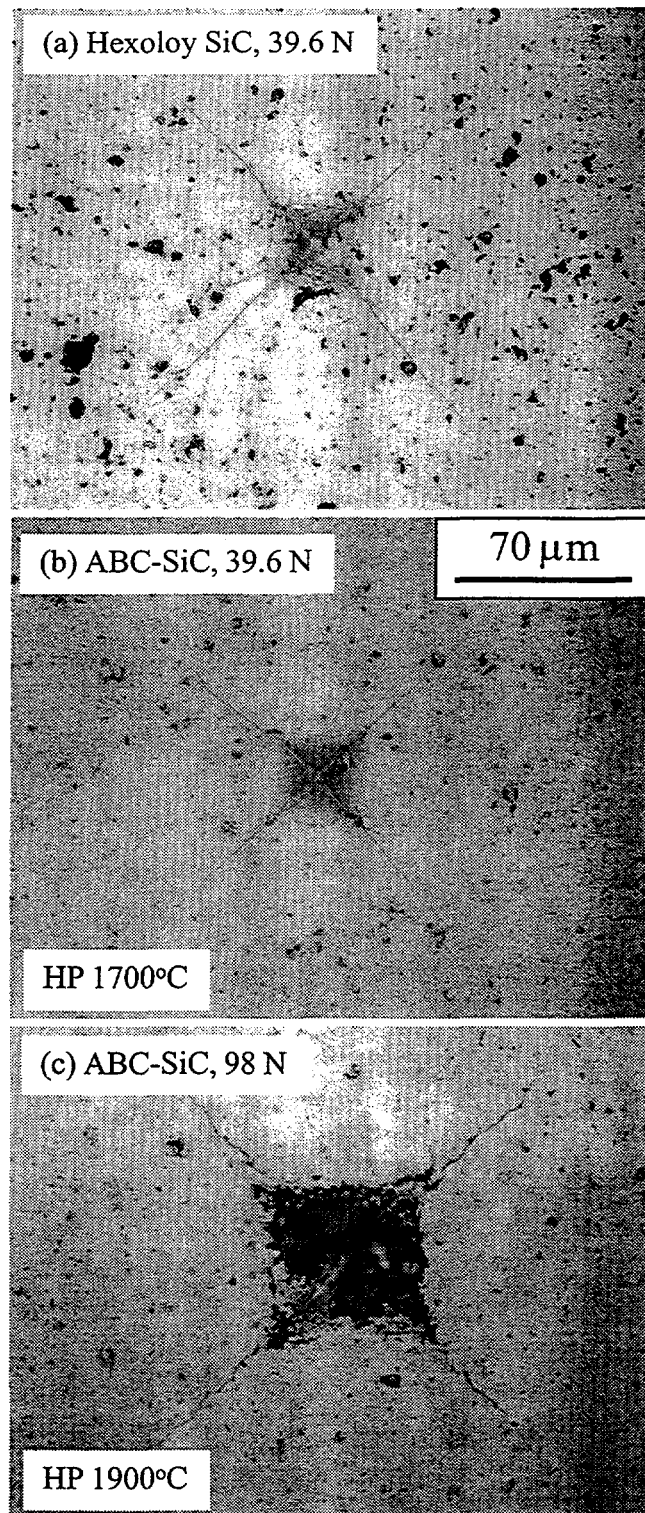 (a) Hexoloy SiC, 39.6 N
(b) ABC-SiC, 39.6 N
70 μm
HP 1700°C
(c) ABC-SiC, 98 N
HP 1900°C